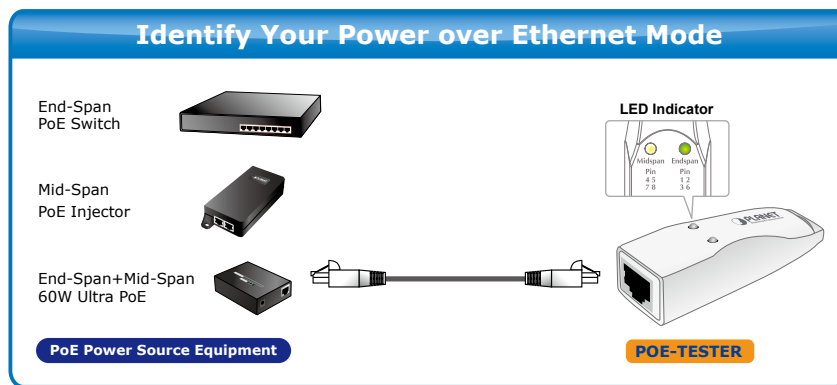 Identify Your Power over Ethernet Mode
End-Span
PoE Switch
Mid-Span
PoE Injector
End-Span+Mid-Span
60W Ultra PoE
PoE Power Source Equipment
LED Indicator
Midspan Endspan
Pin Pin
4 5 1 2
7 8 3 6
PLANET
POE-TESTER